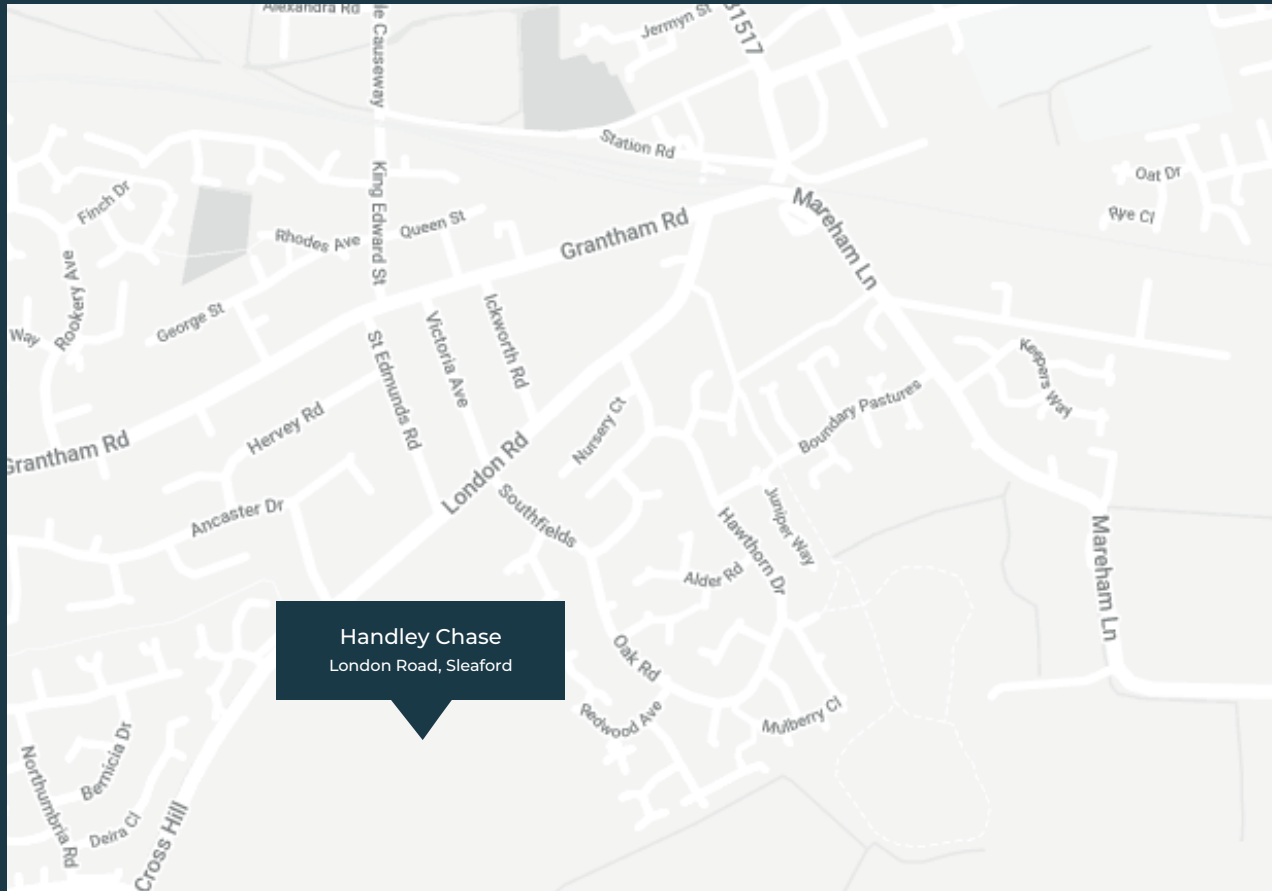 Alexandra Rd
le Causeway
Jermyn St
B1517
Station Rd
Oat Dr
Rye Cl
Finch Dr
King Edward St
Queen St
Rhodes Ave
Grantham Rd
Mareham Ln
Rookery Ave
Way
George St
Ickworth Rd
Victoria Ave
St Edmunds Rd
Keepers Way
Boundary Pastures
Nursery Ct
Hervey Rd
Grantham Rd
London Rd
Ancaster Dr
Southfields
Juniper Way
Hawthorn Dr
Alder Rd
Mareham Ln
Handley Chase
London Road, Sleaford
Oak Rd
Redwood Ave
Mulberry Cl
Bernicia Dr
Northumbria Rd
Deira Cl
Cross Hill